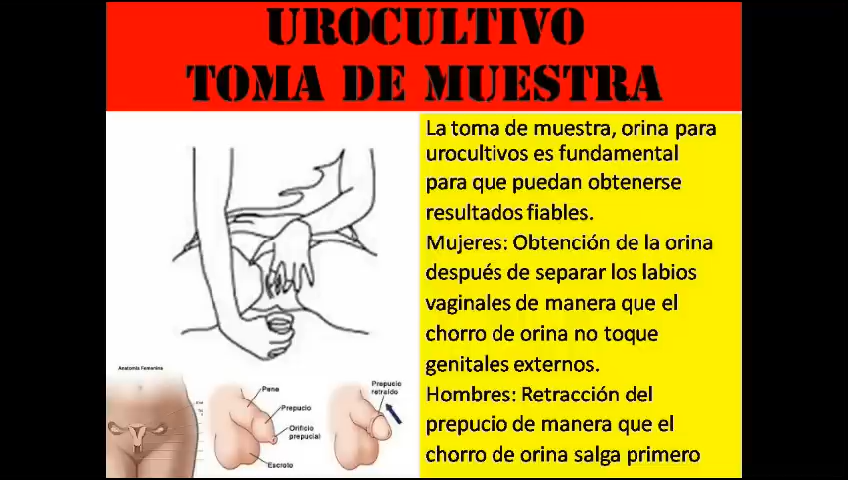 UROCULTIVO
TOMA DE MUESTRA
La toma de muestra, orina para
urocultivos es fundamental
para que puedan obtenerse
resultados fiables.
Mujeres: Obtención de la orina
después de separar los labios
vaginales de manera que el
chorro de orina no toque
genitales externos.
Hombres: Retracción del
prepucio de manera que el
chorro de orina salga primero
Anatomía Femenina
Pene
Prepucio
Orificio
prepucial
Escroto
Prepucio
retraído